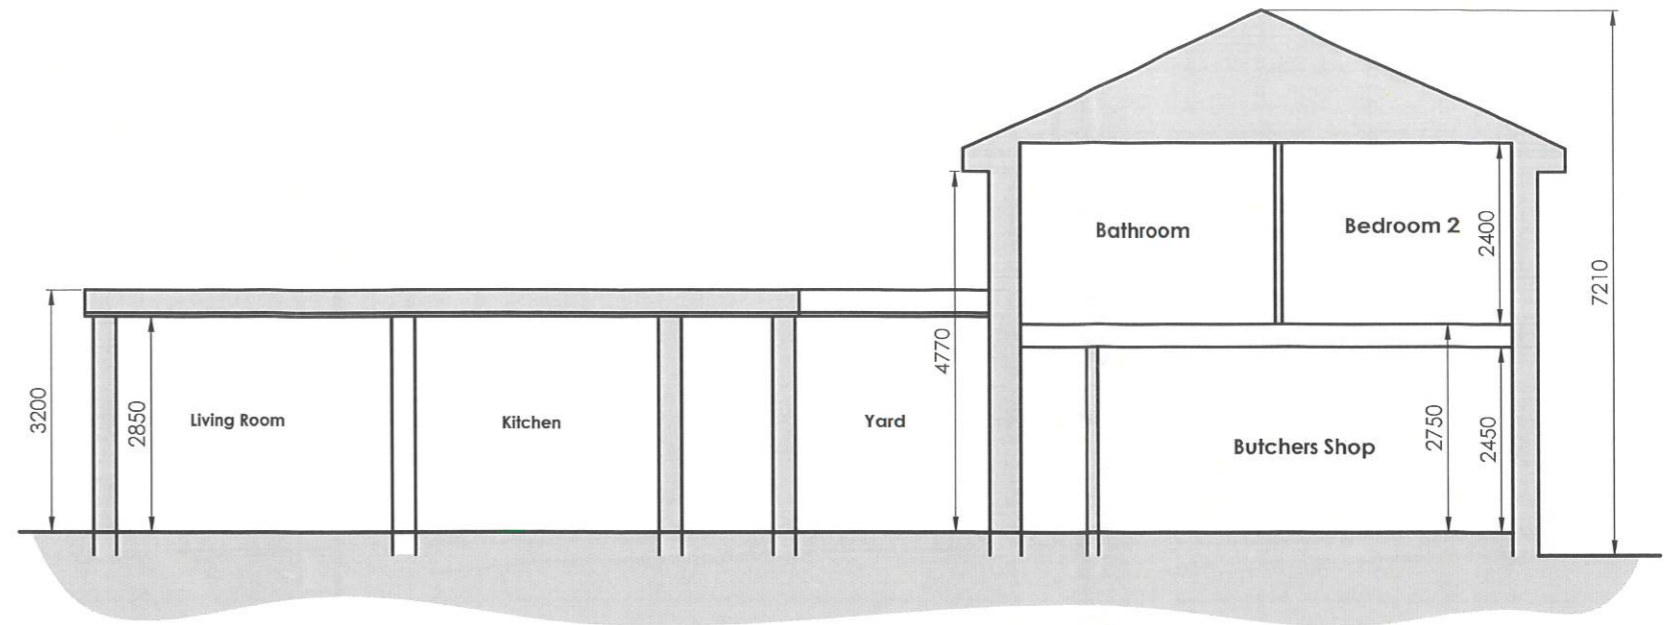 Bathroom
Bedroom 2
2400
7210
4770
3200
2850
Living Room
Kitchen
Yard
Butchers Shop
2750
2450